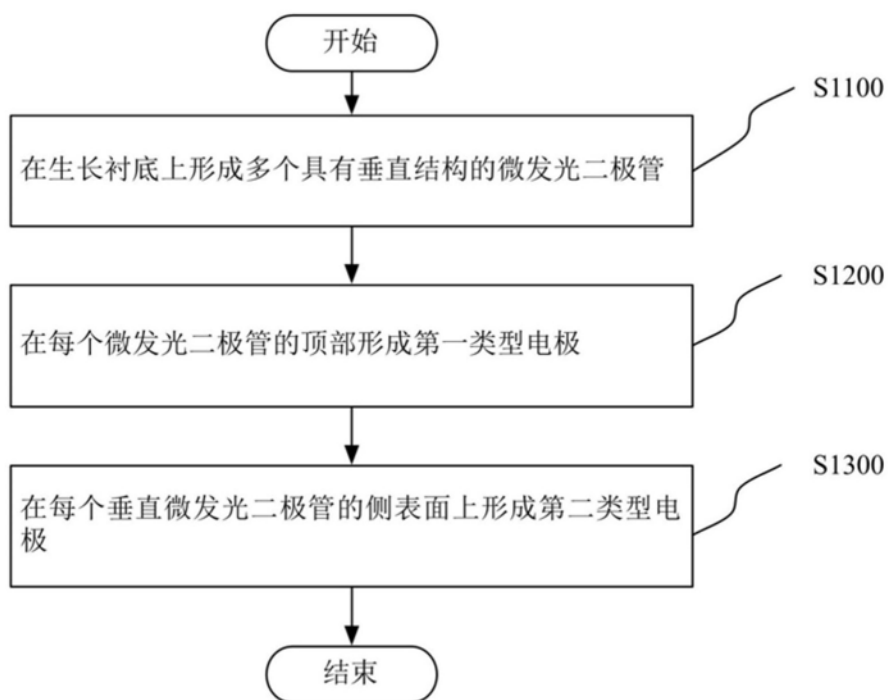 开始
S1100
在生长衬底上形成多个具有垂直结构的微发光二极管
S1200
在每个微发光二极管的顶部形成第一类型电极
S1300
在每个垂直微发光二极管的侧表面上形成第二类型电
极
结束